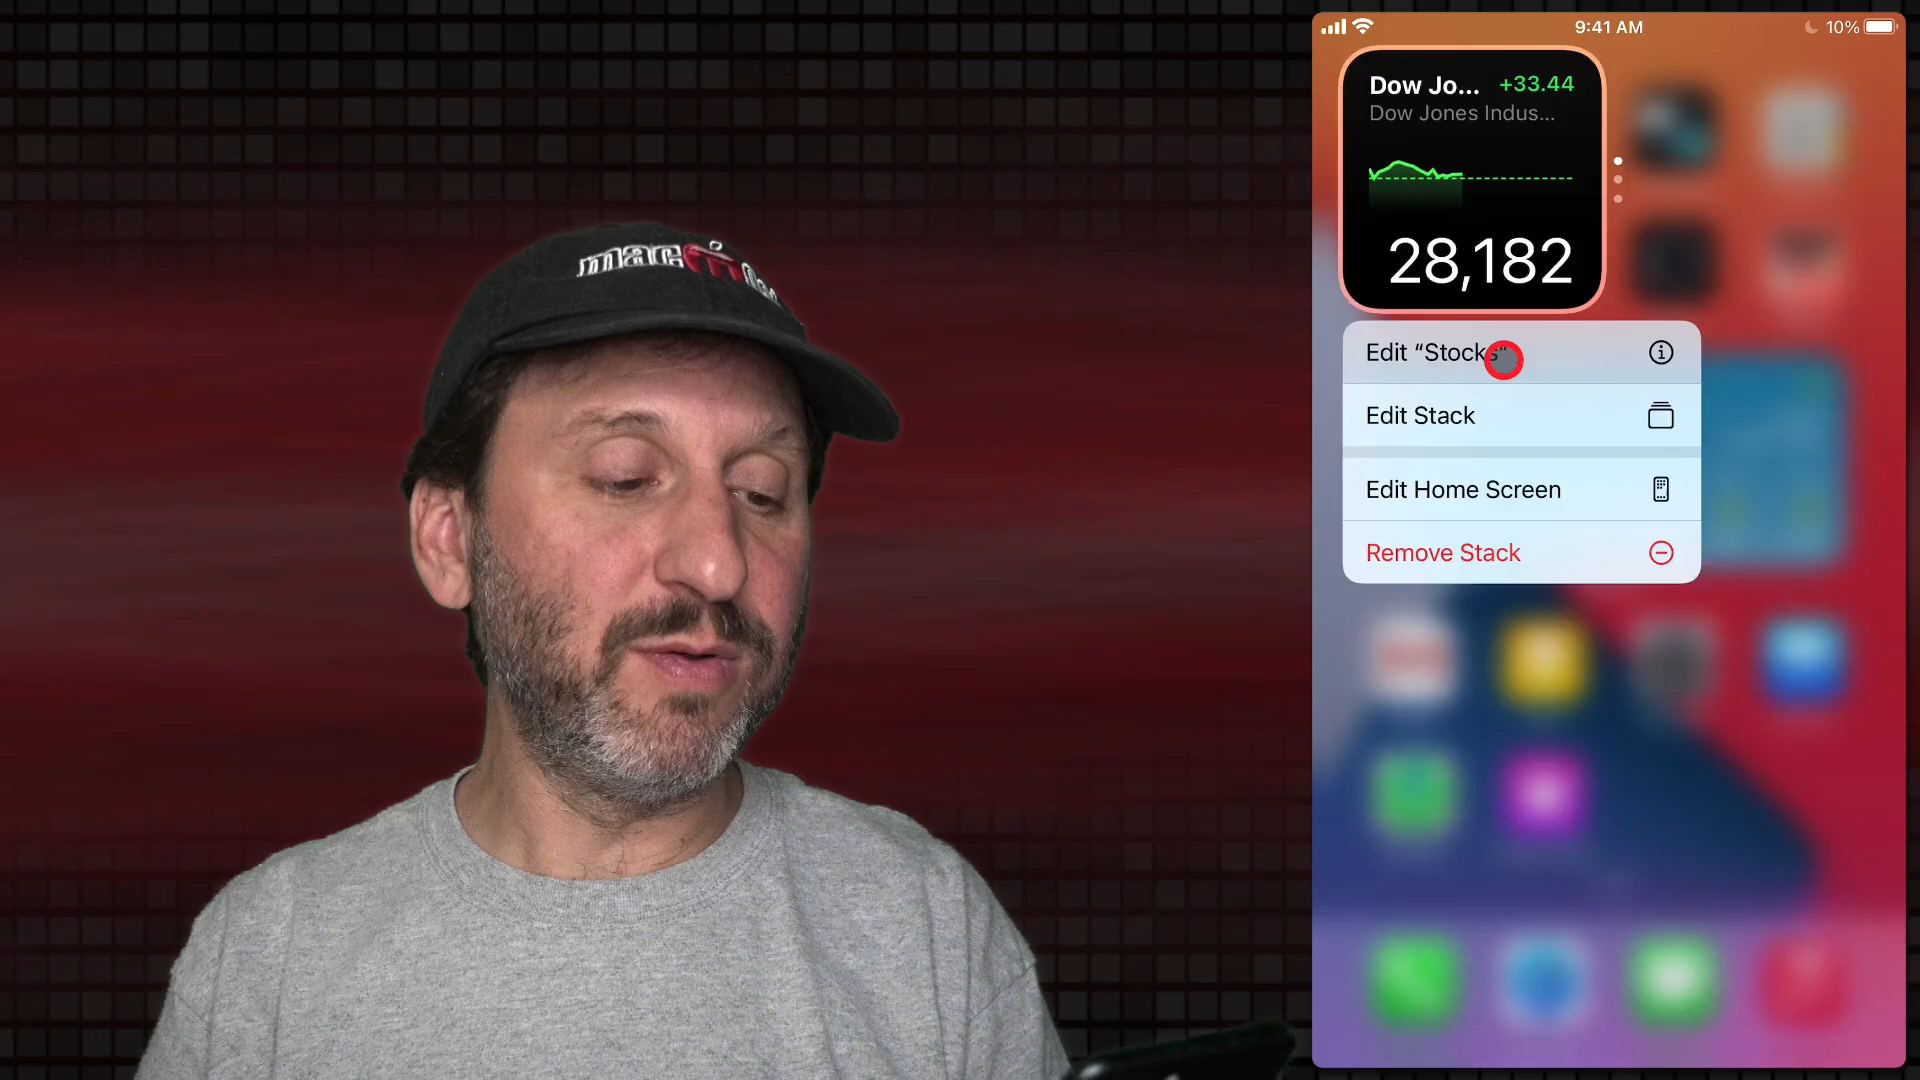 mac
9:41 AM
10%
Dow Jo... +33.44
Dow Jones Indus...
28,182
Edit “Stocks”
Edit Stack
Edit Home Screen
Remove Stack